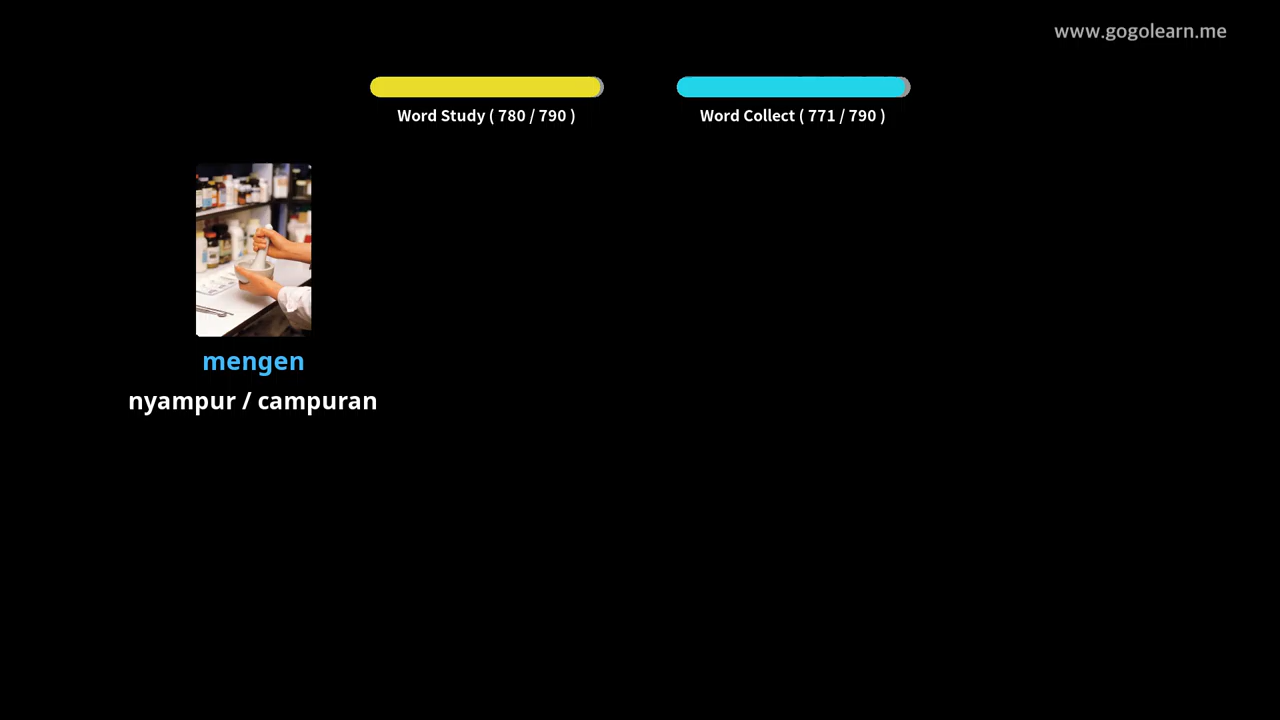 www.gogolearn.me
Word Study ( 780 / 790 )
Word Collect ( 771 / 790 )
mengen
nyampur / campuran